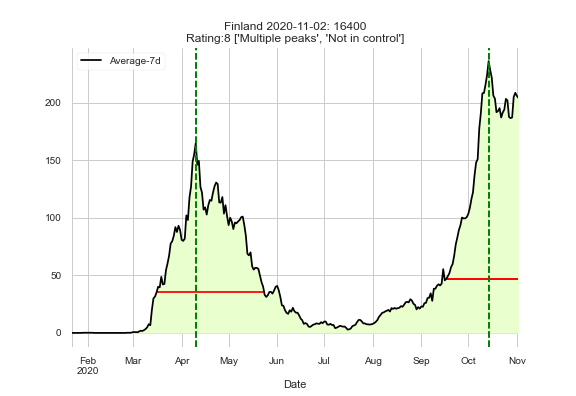 Finland 2020-11-02: 16400
Rating:8 ['Multiple peaks', 'Not in control']
Average-7d
200
150
100
50
0
Feb Mar Apr May Jun Jul Aug Sep Oct Nov
2020
Date